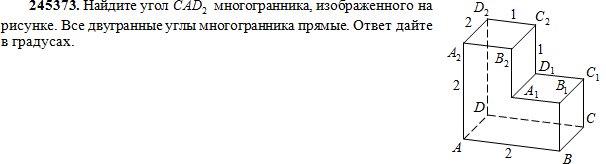 245373. Найдите угол CAD₂ многогранника, изображенного на
рисунке. Все двугранные углы многогранника прямые. Ответ дайте
в градусах.
D₂
1
C₂
2
A₂
B₂
1
D₁
C₁
2
A₁
B₁
D
C
A
2
B